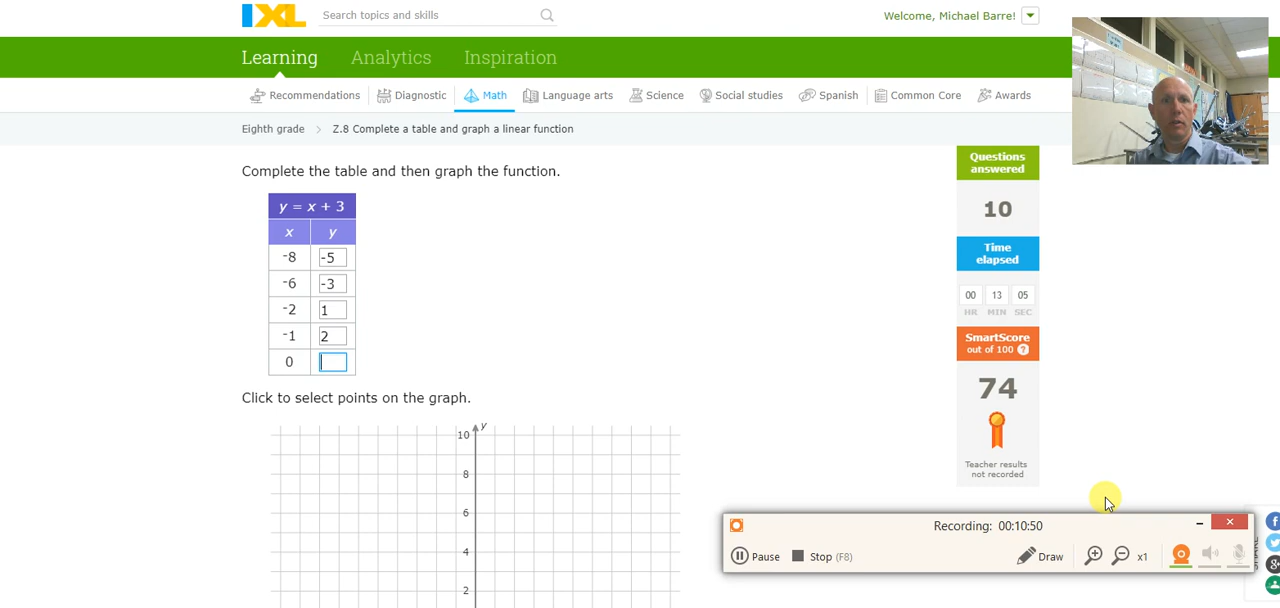 IXL
Search topics and skills
Welcome, Michael Barre!
Learning Analytics Inspiration
Recommendations Diagnostic Math Language arts Science Social studies Spanish Common Core Awards
Eighth grade > Z.8 Complete a table and graph a linear function
Complete the table and then graph the function.
y = x + 3
x y
-8 -5
-6 -3
-2 1
-1 2
0
Click to select points on the graph.
y
10
8
6
4
2
Questions
answered
10
Time
elapsed
00 13 05
HR MIN SEC
SmartScore
out of 100 ?
74
Teacher results
not recorded
Recording: 00:10:50
Pause Stop (F8) Draw x1
SHARE